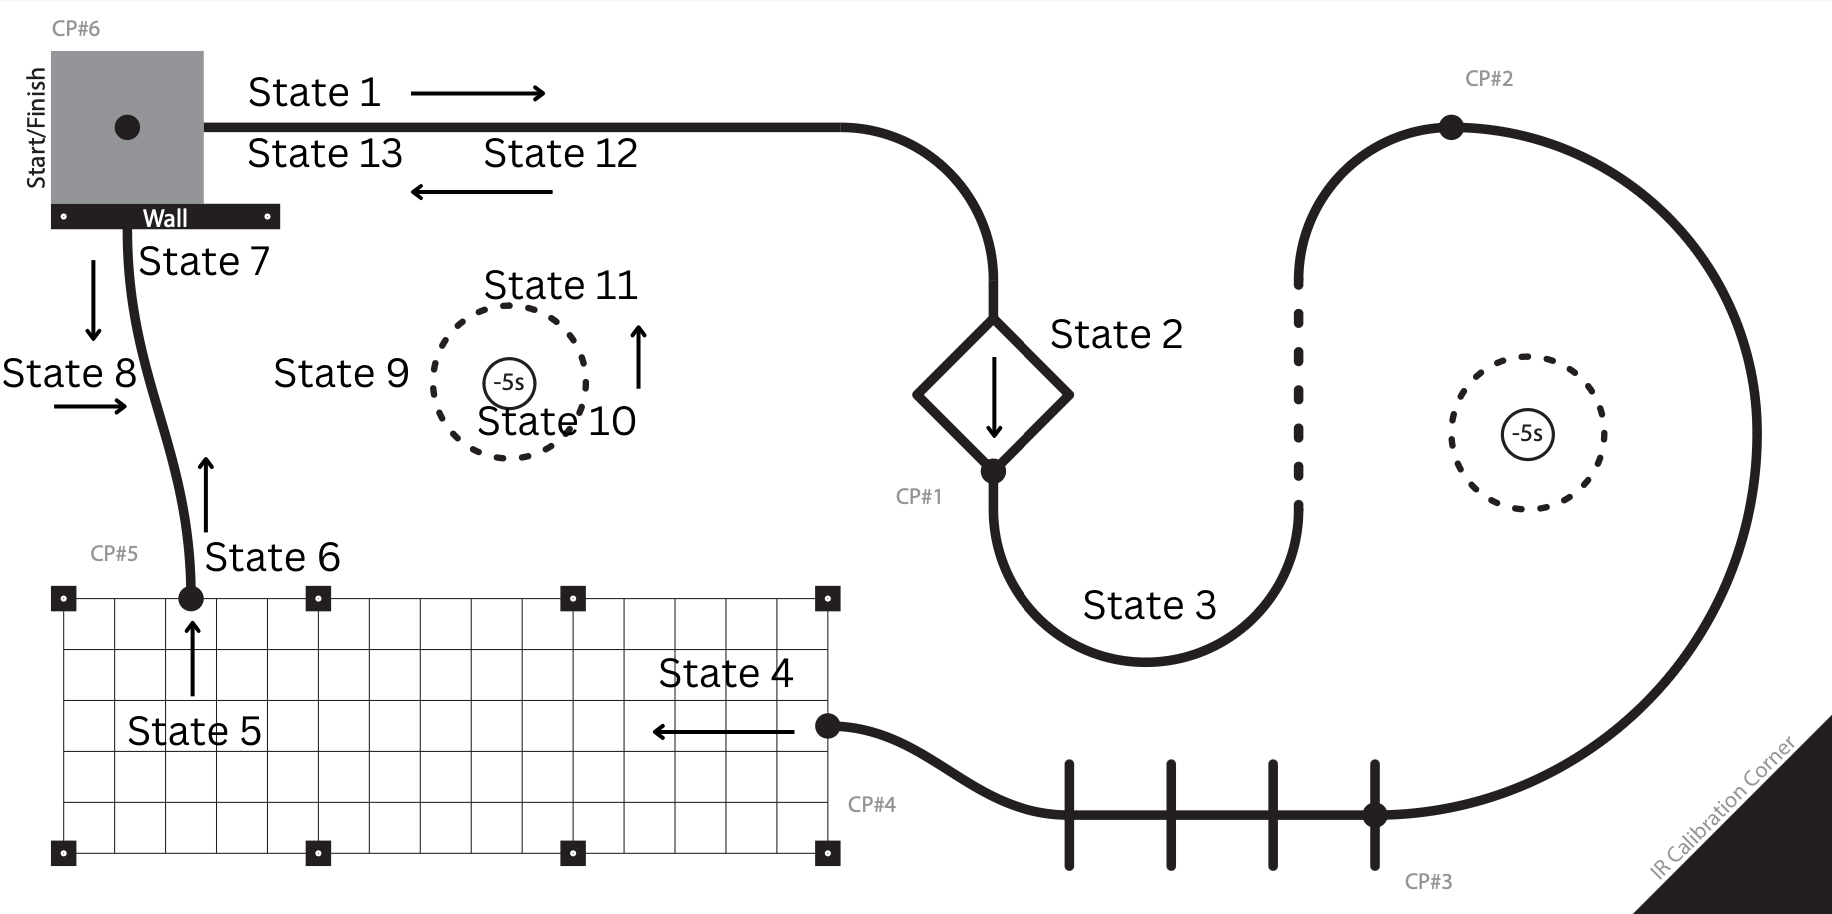 CP#6
Start/Finish
State 1
CP#2
State 13
State 12
Wall
State 7
State 11
State 2
State 8
State 9
-5s
State 10
-5s
CP#1
CP#5
State 6
State 3
State 4
State 5
CP#4
IR Calibration Corner
CP#3